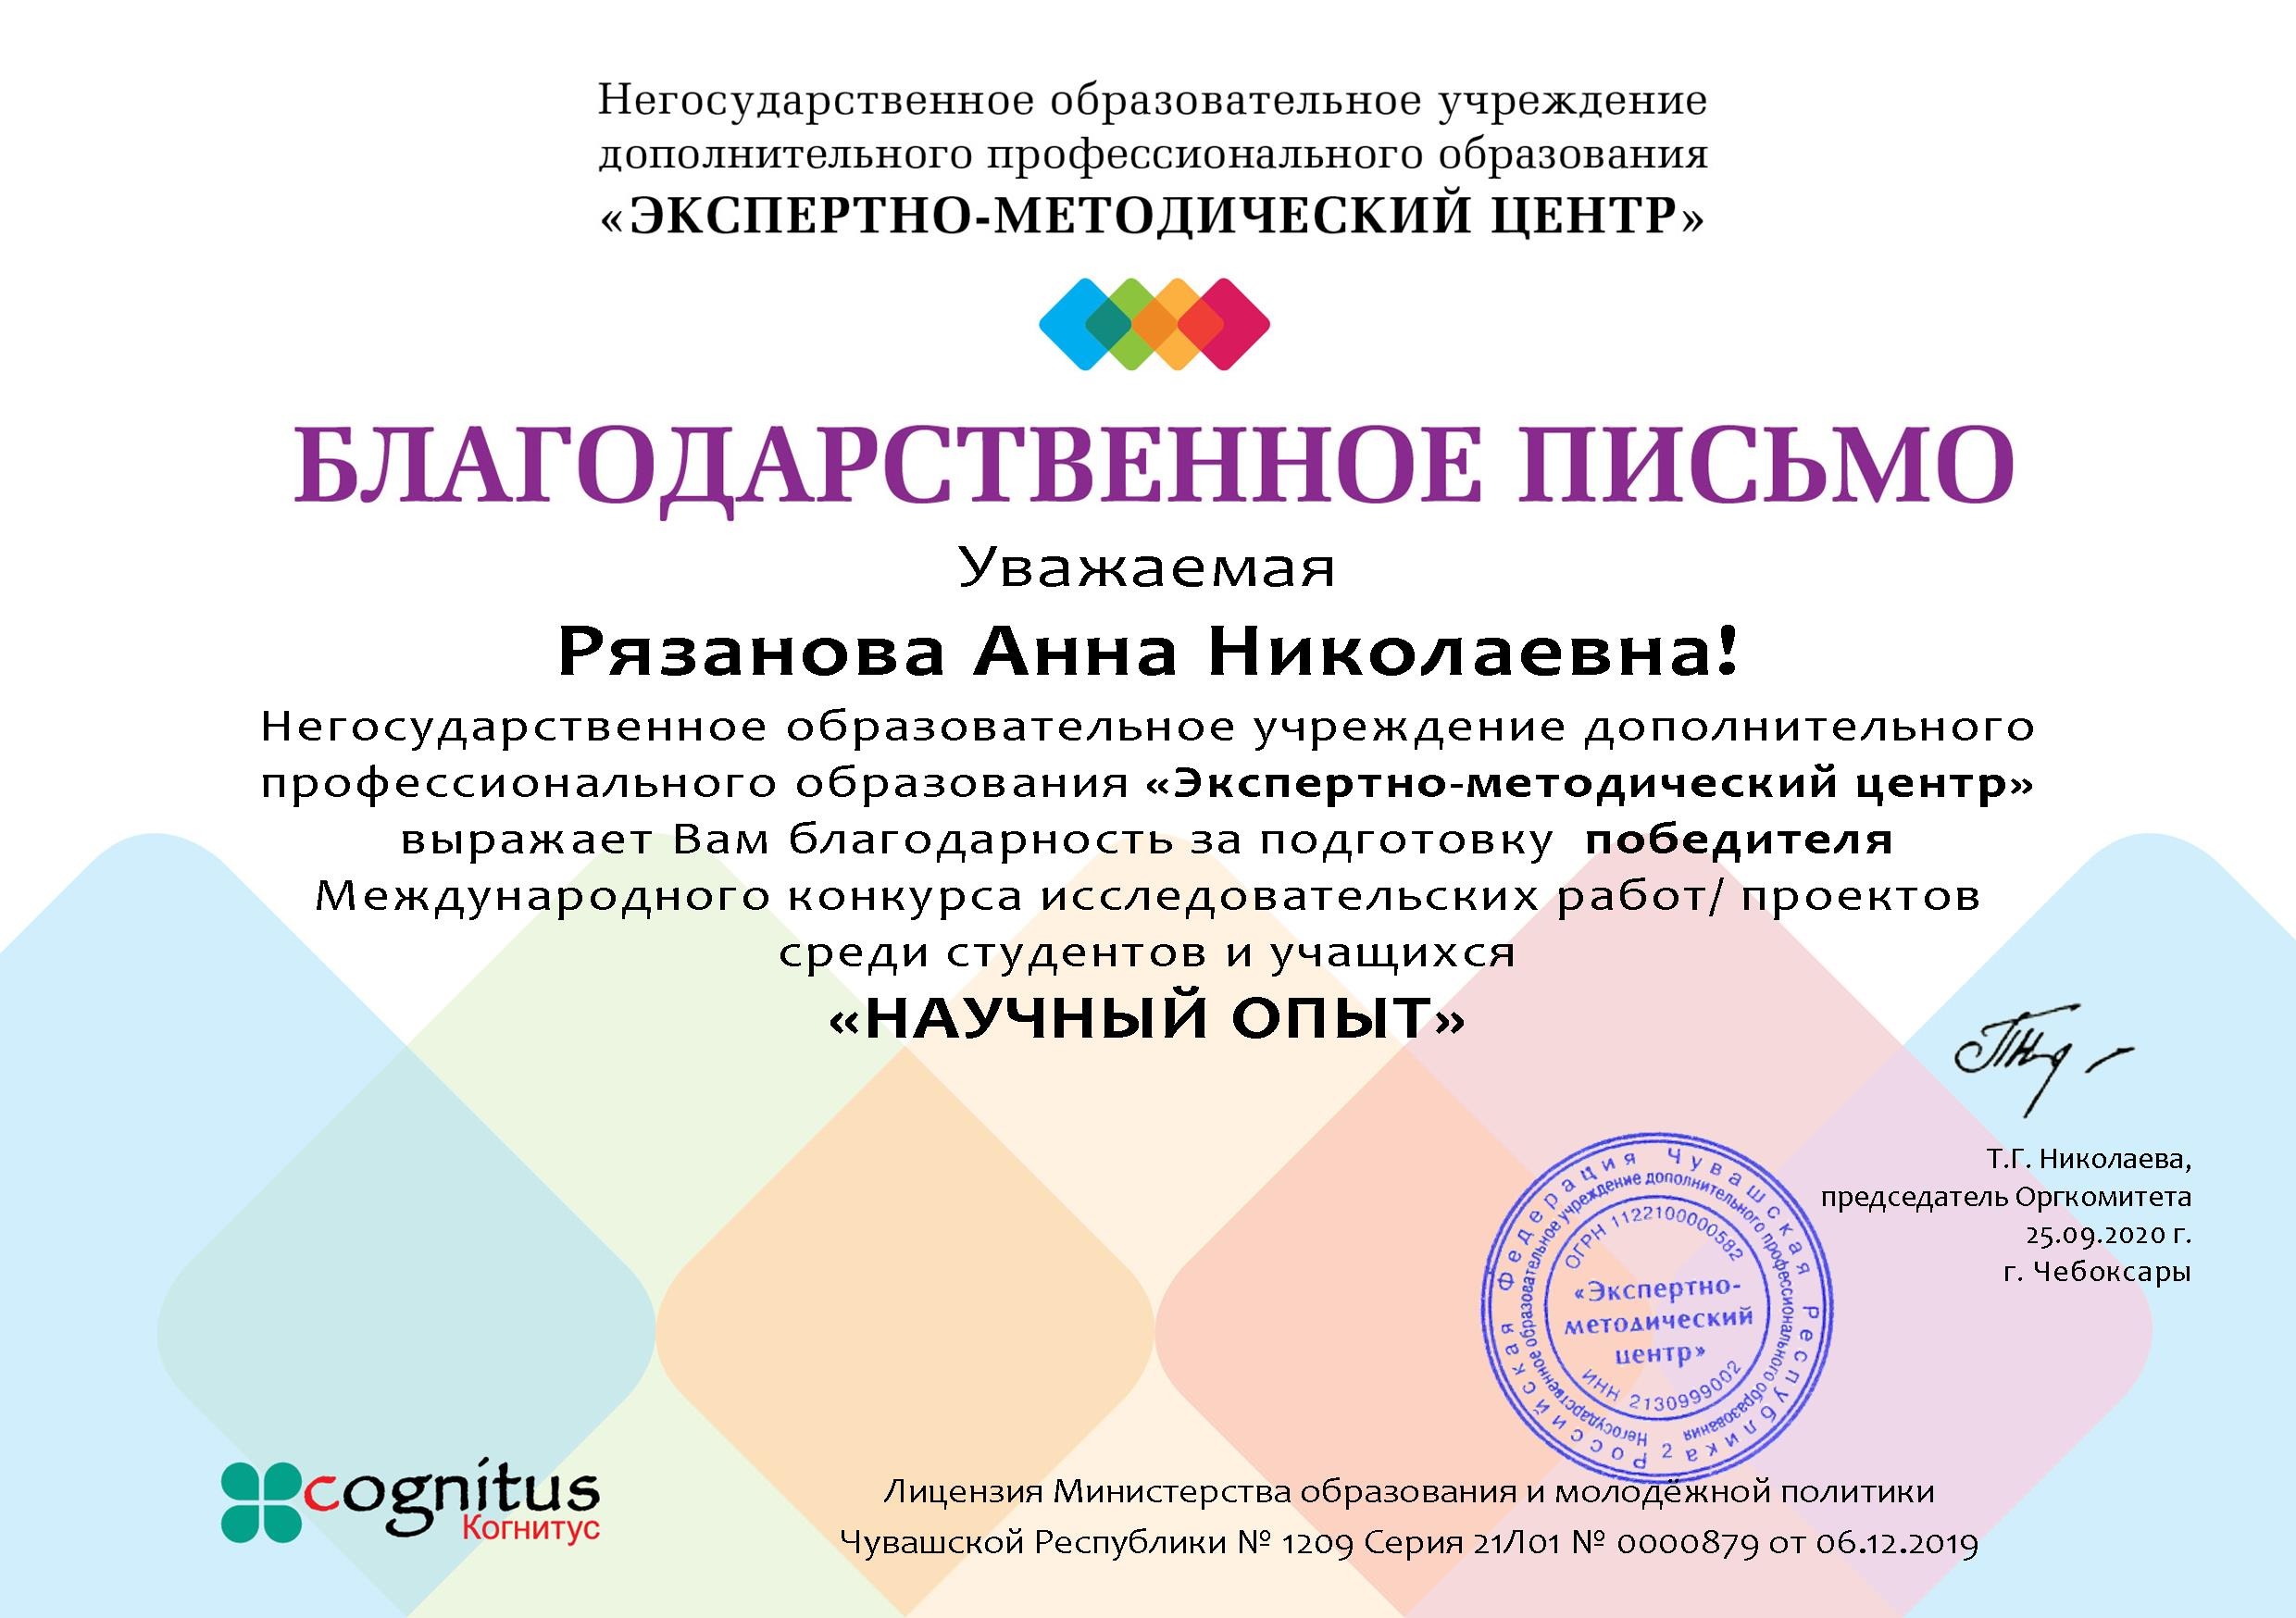 Негосударственное образовательное учреждение
дополнительного профессионального образования
«ЭКСПЕРТНО-МЕТОДИЧЕСКИЙ ЦЕНТР»
БЛАГОДАРСТВЕННОЕ ПИСЬМО
Уважаемая
Рязанова Анна Николаевна!
Негосударственное образовательное учреждение дополнительного
профессионального образования «Экспертно-методический центр»
выражает Вам благодарность за подготовку победителя
Международного конкурса исследовательских работ/ проектов
среди студентов и учащихся
«НАУЧНЫЙ ОПЫТ»
Т.Г. Николаева,
председатель Оргкомитета
25.09.2020 г.
г. Чебоксары
Российская Федерация Чувашская Республика 2
Негосударственное образовательное учреждение дополнительного профессионального образования
ОГРН 1122100000582
«Экспертно-
методический
центр»
ИНН 2130999002
cognitus
Когнитус
Лицензия Министерства образования и молодёжной политики
Чувашской Республики № 1209 Серия 21Л01 № 0000879 от 06.12.2019